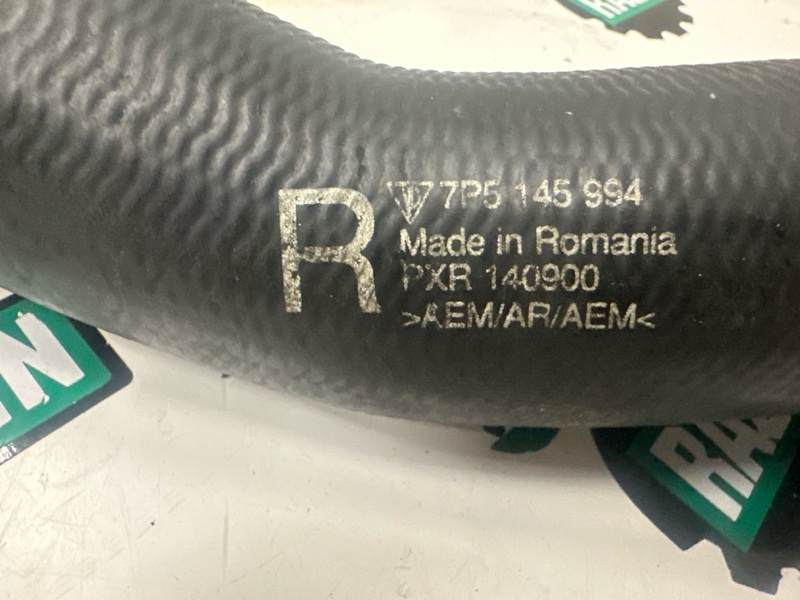 R
7P5 145 994
Made in Romania
PXR 140900
>AEM/AR/AEM<